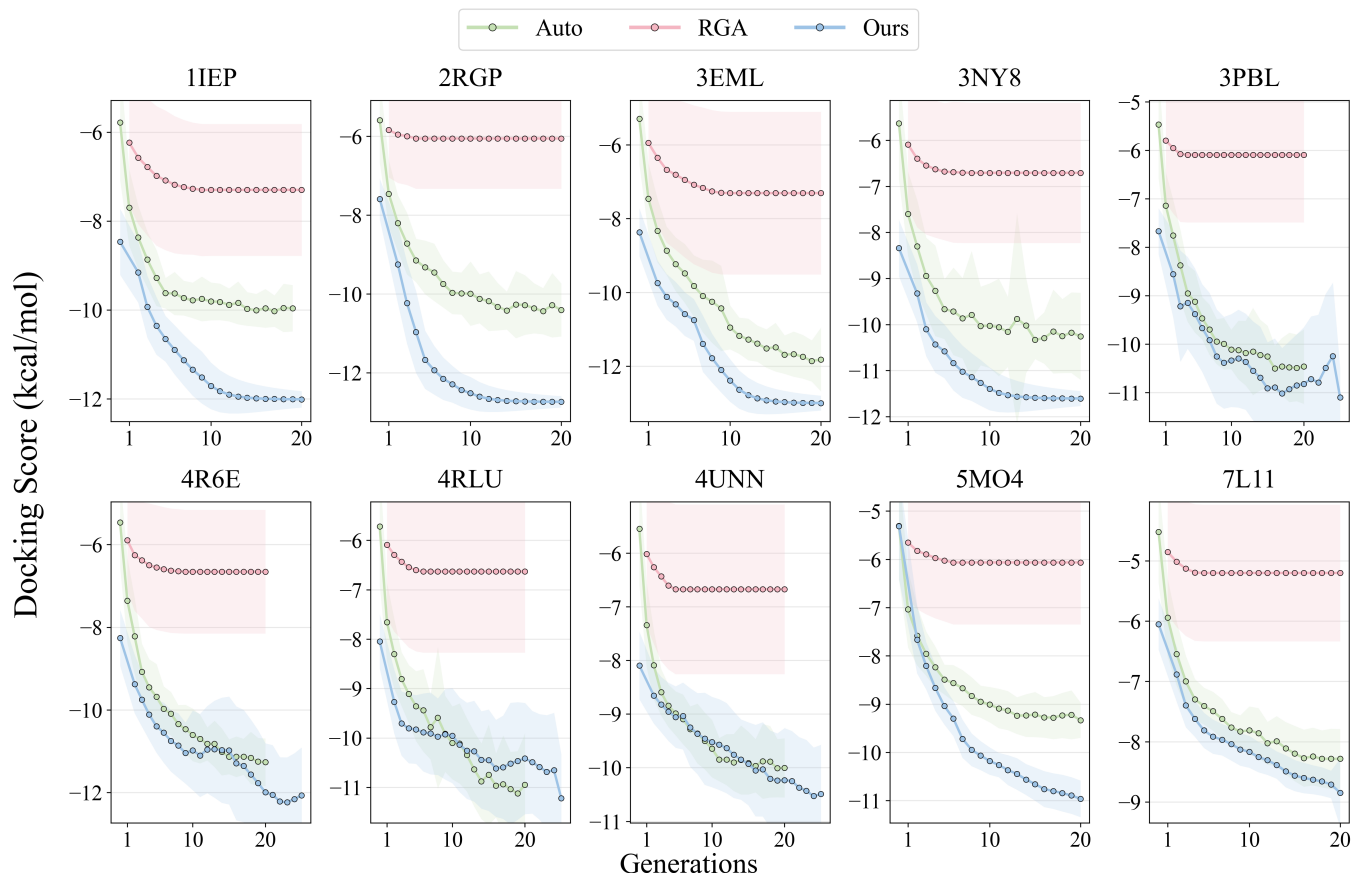 Auto RGA Ours
1IEP 2RGP 3EML 3NY8 3PBL
−6 −8 −10 −12
1 10 20
−6 −8 −10 −12
1 10 20
−6 −8 −10 −12
1 10 20
−6 −7 −8 −9 −10 −11 −12
1 10 20
−5 −6 −7 −8 −9 −10 −11
1 10 20
Docking Score (kcal/mol)
4R6E 4RLU 4UNN 5MO4 7L11
−6 −8 −10 −12
1 10 20
−6 −7 −8 −9 −10 −11
1 10 20
−6 −7 −8 −9 −10 −11
1 10 20
−5 −6 −7 −8 −9 −10 −11
1 10 20
−5 −6 −7 −8 −9
1 10 20
Generations